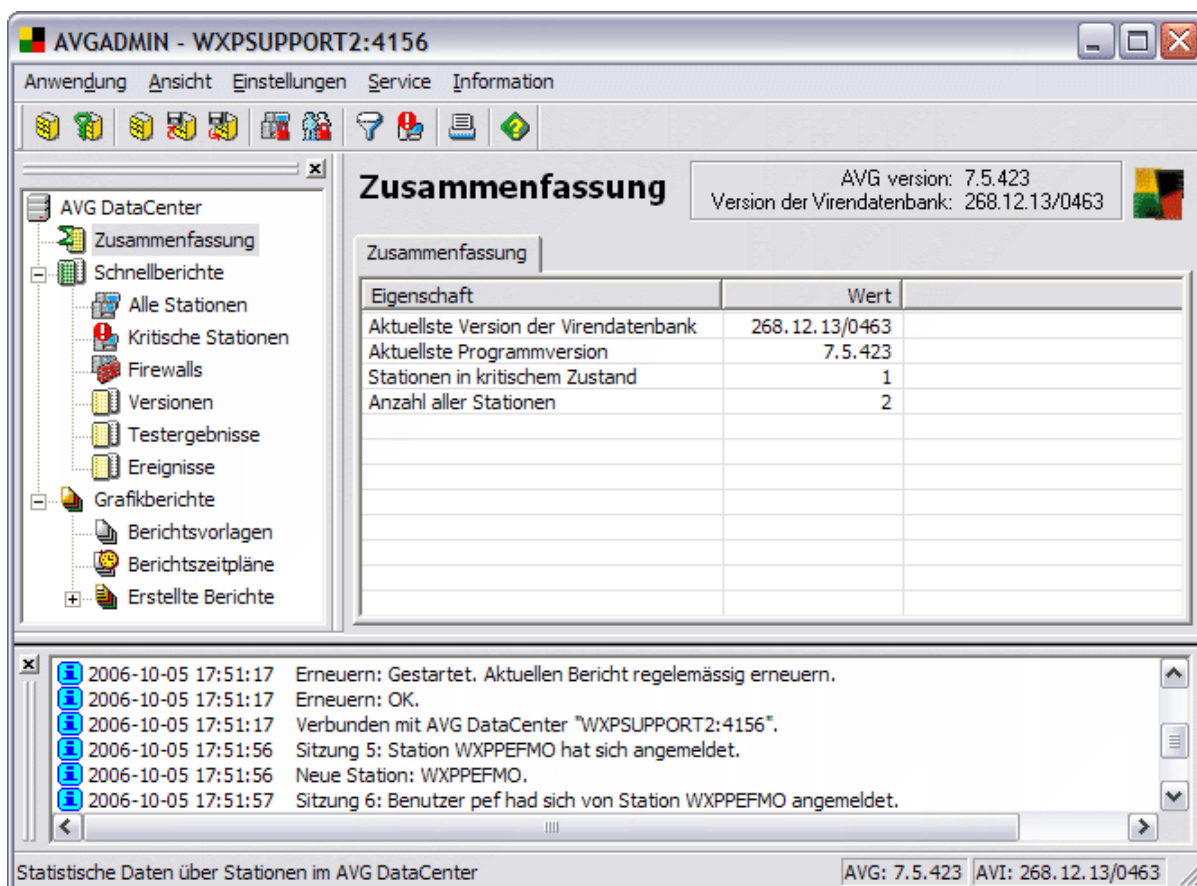 AVGADMIN - WXPSUPPORT2:4156
Anwendung Ansicht Einstellungen Service Information
AVG DataCenter
Zusammenfassung
Schnellberichte
Alle Stationen
Kritische Stationen
Firewalls
Versionen
Testergebnisse
Ereignisse
Grafikberichte
Berichtsvorlagen
Berichtszeitpläne
Erstellte Berichte
Zusammenfassung
AVG version: 7.5.423
Version der Virendatenbank: 268.12.13/0463
Zusammenfassung
Eigenschaft Wert
Aktuellste Version der Virendatenbank 268.12.13/0463
Aktuellste Programmversion 7.5.423
Stationen in kritischem Zustand 1
Anzahl aller Stationen 2
2006-10-05 17:51:17 Erneuern: Gestartet. Aktuellen Bericht regelemässig erneuern.
2006-10-05 17:51:17 Erneuern: OK.
2006-10-05 17:51:17 Verbunden mit AVG DataCenter "WXPSUPPORT2:4156".
2006-10-05 17:51:56 Sitzung 5: Station WXPPEFMO hat sich angemeldet.
2006-10-05 17:51:56 Neue Station: WXPPEFMO.
2006-10-05 17:51:57 Sitzung 6: Benutzer pef had sich von Station WXPPEFMO angemeldet.
Statistische Daten über Stationen im AVG DataCenter AVG: 7.5.423 AVI: 268.12.13/0463